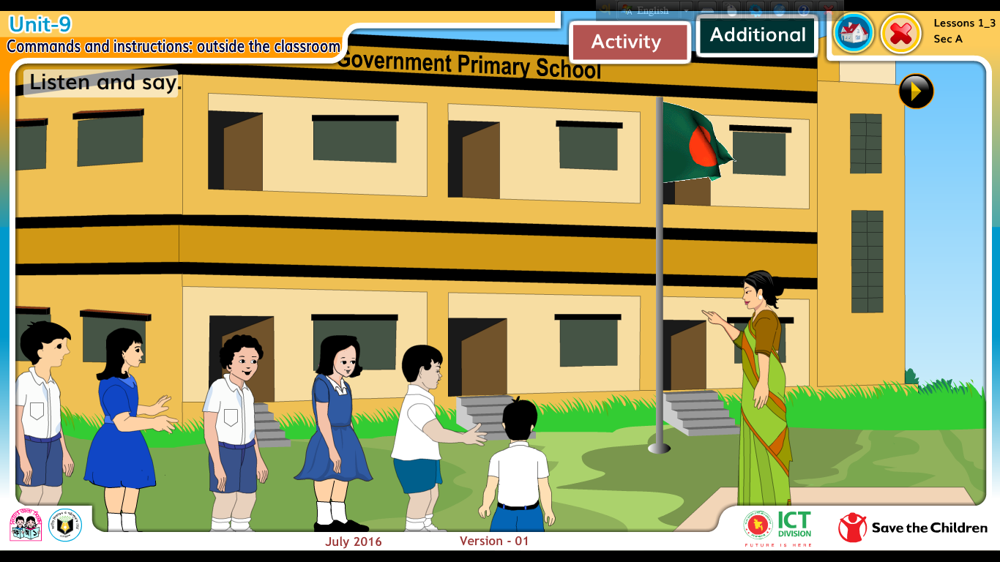 English
Unit-9
Commands and instructions: outside the classroom
Activity
Additional
Lessons 1_3
Sec A
Government Primary School
Listen and say.
ICT
DIVISION
FUTURE IS HERE
Save the Children
July 2016
Version - 01